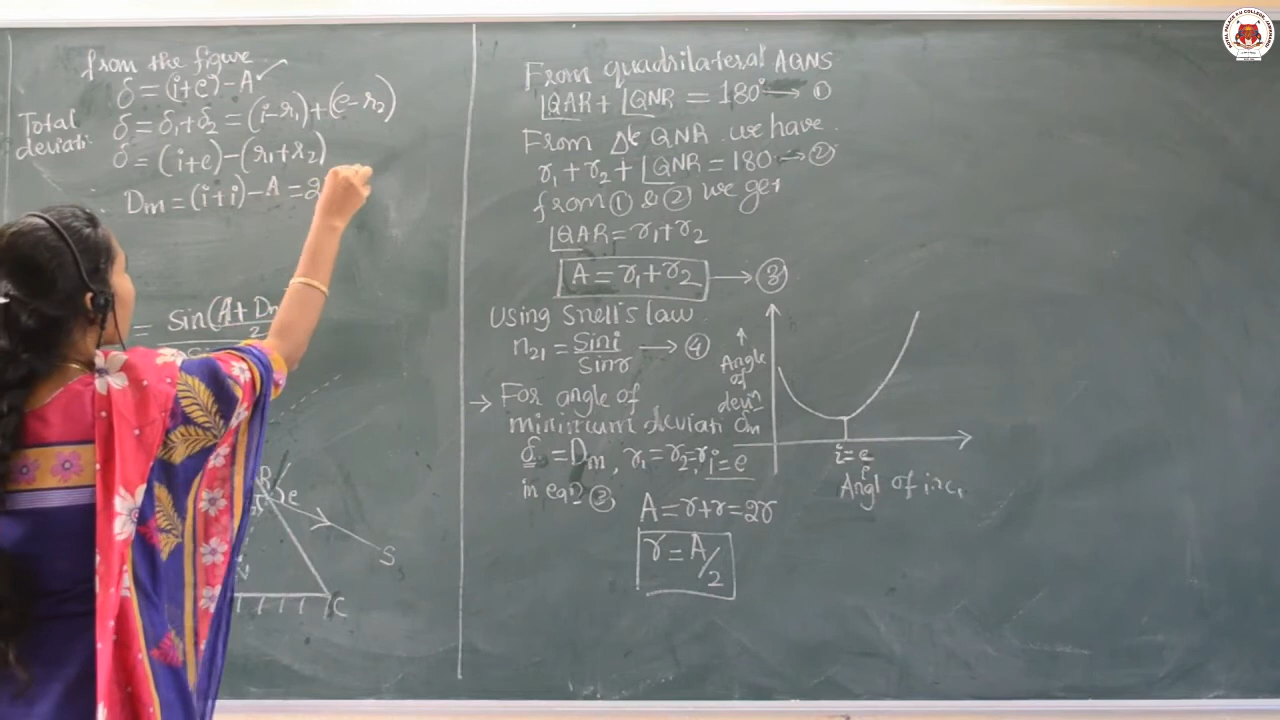 from the figure
δ = (i+e) - A ✓
Total deviati.
δ = δ₁+δ₂ = (i-r₁)+(e-r₂)
δ = (i+e)-(r₁+r₂)
Dm = (i+i)-A = 2
= Sin(A+Dm
2
R
e
S
N
C
From quadrilateral AQNS
∠QAR + ∠QNR = 180° → ①
From Δle QNR we have
r₁+r₂+∠QNR = 180 → ②
from ① & ② we get
∠QAR = r₁+r₂
A = r₁+r₂ → ③
Using Snell's law
n₂₁ = sini/sinr → ④
→ For angle of
minimum deviati
δ = Dm, r₁=r₂=r, i=e
in eqn ③
A = r+r = 2r
r = A/2
↑
Angle
of
devin
δm
i=e
Angl of inci